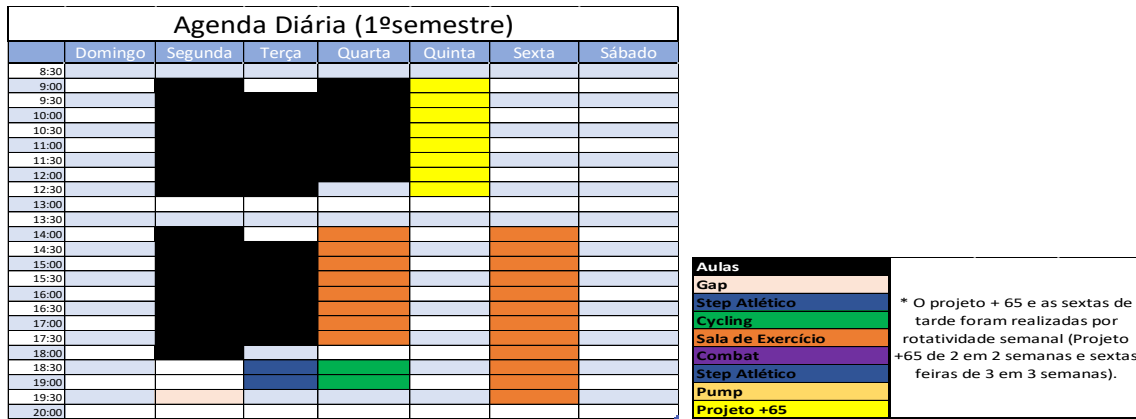 Agenda Diária (1ºsemestre)
Domingo Segunda Terça Quarta Quinta Sexta Sábado
8:30
9:00
9:30
10:00
10:30
11:00
11:30
12:00
12:30
13:00
13:30
14:00
14:30
15:00
15:30
16:00
16:30
17:00
17:30
18:00
18:30
19:00
19:30
20:00
Aulas
Gap
Step Atlético
Cycling
Sala de Exercício
Combat
Step Atlético
Pump
Projeto +65
* O projeto + 65 e as sextas de
tarde foram realizadas por
rotatividade semanal (Projeto
+65 de 2 em 2 semanas e sextas
feiras de 3 em 3 semanas).